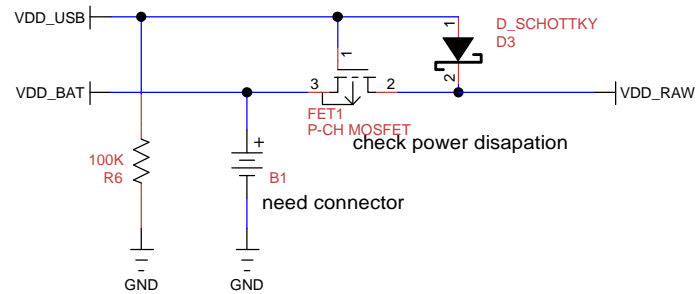 VDD_USB
D_SCHOTTKY
D3
1
1
2
VDD_BAT
3
2
VDD_RAW
FET1
P-CH MOSFET
check power disapation
100K
R6
+
B1
need connector
GND
GND